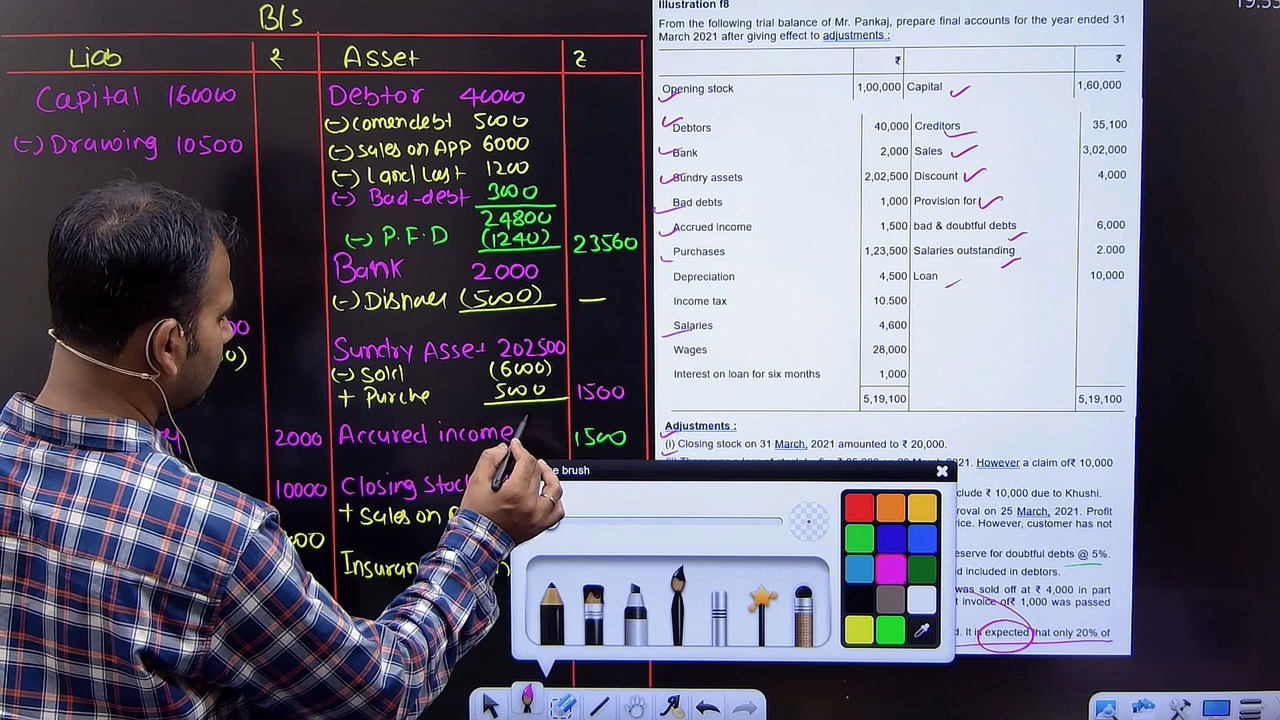 B/S
Liab ₹ Asset ₹
Capital 160000
(-) Drawing 10500
2000
10000
Debtor 40000
(-) Comendebt 5000
(-) Sales on App 6000
(-) Land Last 1200
(-) Bad-debt 3000
24800
(-) P.F.D (1240) 23560
Bank 2000
(-) Dishauer (5000) —
Sundry Asset 202500
(-) Sold (6000)
+ Purche 5000 1500
Accured income 1500
Closing Stock
+ Sales on
Illustration f8
From the following trial balance of Mr. Pankaj, prepare final accounts for the year ended 31
March 2021 after giving effect to adjustments :
₹ ₹
Opening stock 1,00,000 Capital 1,60,000
Debtors 40,000 Creditors 35,100
Bank 2,000 Sales 3,02,000
Sundry assets 2,02,500 Discount 4,000
Bad debts 1,000 Provision for
Accrued income 1,500 bad & doubtful debts 6,000
Purchases 1,23,500 Salaries outstanding 2.000
Depreciation 4,500 Loan 10,000
Income tax 10.500
Salaries 4,600
Wages 28,000
Interest on loan for six months 1,000
5,19,100 5,19,100
Adjustments :
(i) Closing stock on 31 March, 2021 amounted to ₹ 20,000.
2021. However a claim of₹ 10,000
clude ₹ 10,000 due to Khushi.
roval on 25 March, 2021. Profit
rice. However, customer has not
eserve for doubtful debts @ 5%.
d included in debtors.
was sold off at ₹ 4,000 in part
t invoice of₹ 1,000 was passed
d. It is expected that only 20% of
brush